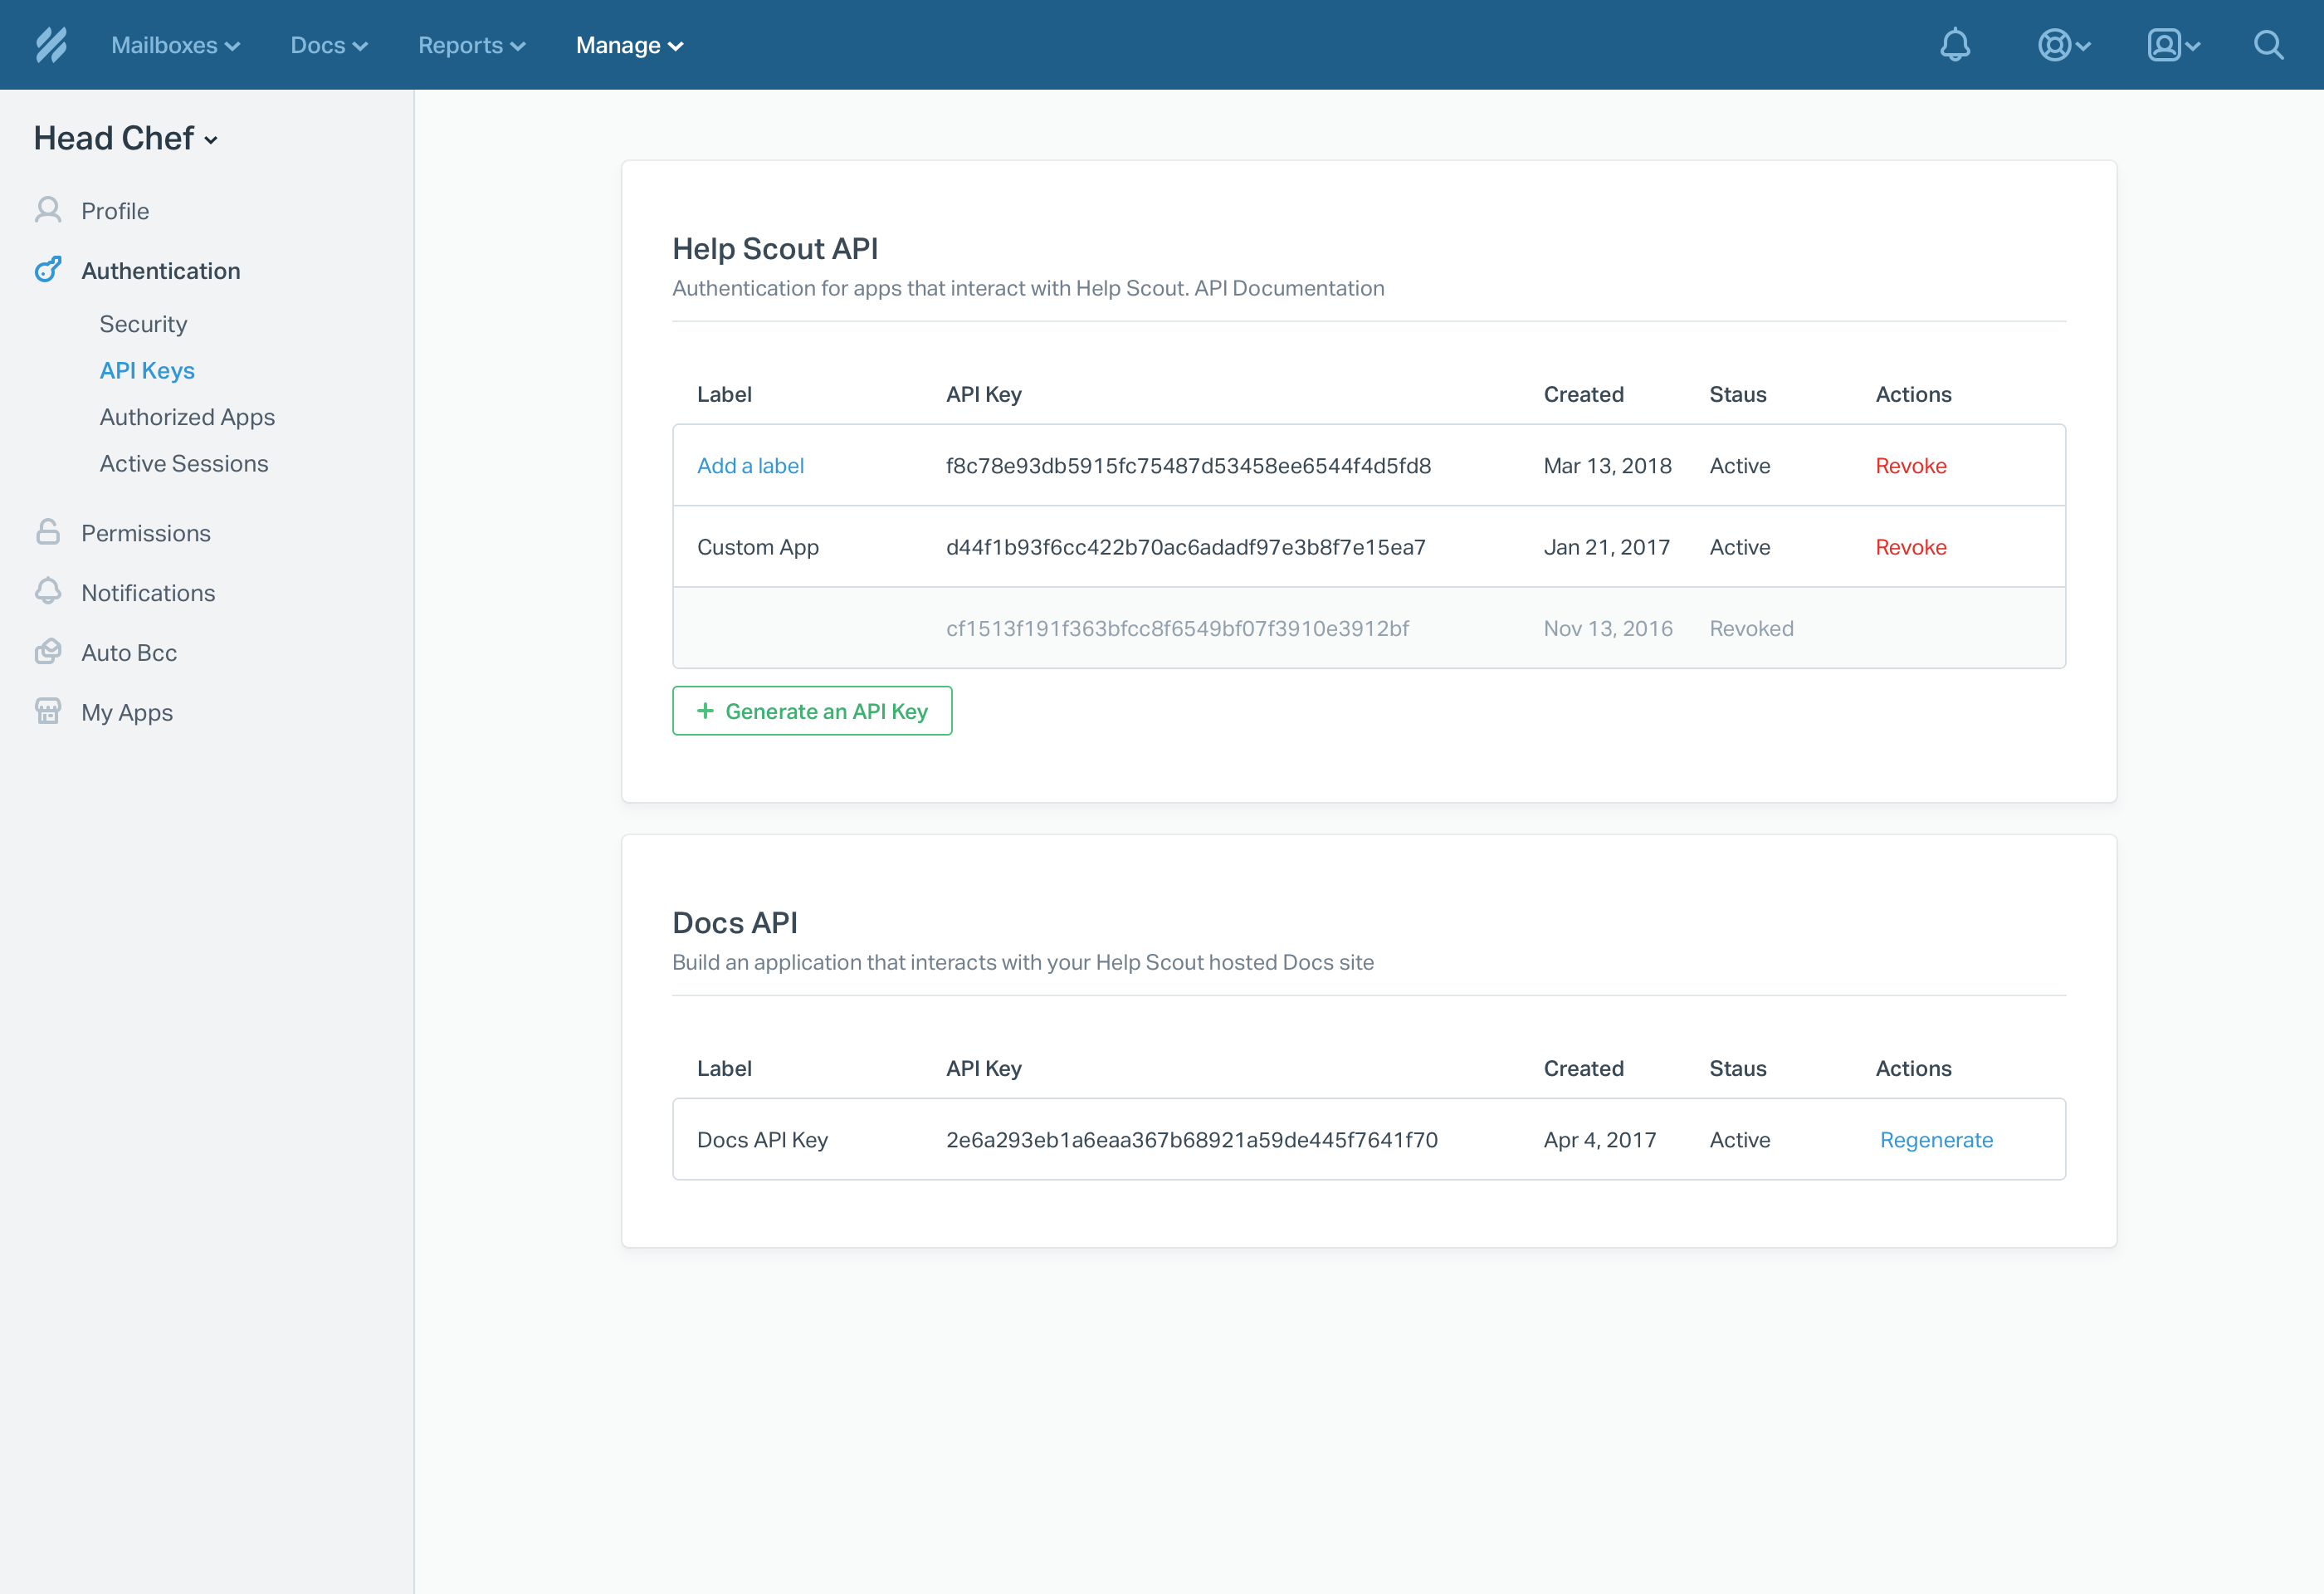 Mailboxes Docs Reports Manage
Head Chef
Profile
Authentication
Security
API Keys
Authorized Apps
Active Sessions
Permissions
Notifications
Auto Bcc
My Apps
Help Scout API
Authentication for apps that interact with Help Scout. API Documentation
Label API Key Created Staus Actions
Add a label f8c78e93db5915fc75487d53458ee6544f4d5fd8 Mar 13, 2018 Active Revoke
Custom App d44f1b93f6cc422b70ac6adadf97e3b8f7e15ea7 Jan 21, 2017 Active Revoke
cf1513f191f363bfcc8f6549bf07f3910e3912bf Nov 13, 2016 Revoked
+ Generate an API Key
Docs API
Build an application that interacts with your Help Scout hosted Docs site
Label API Key Created Staus Actions
Docs API Key 2e6a293eb1a6eaa367b68921a59de445f7641f70 Apr 4, 2017 Active Regenerate